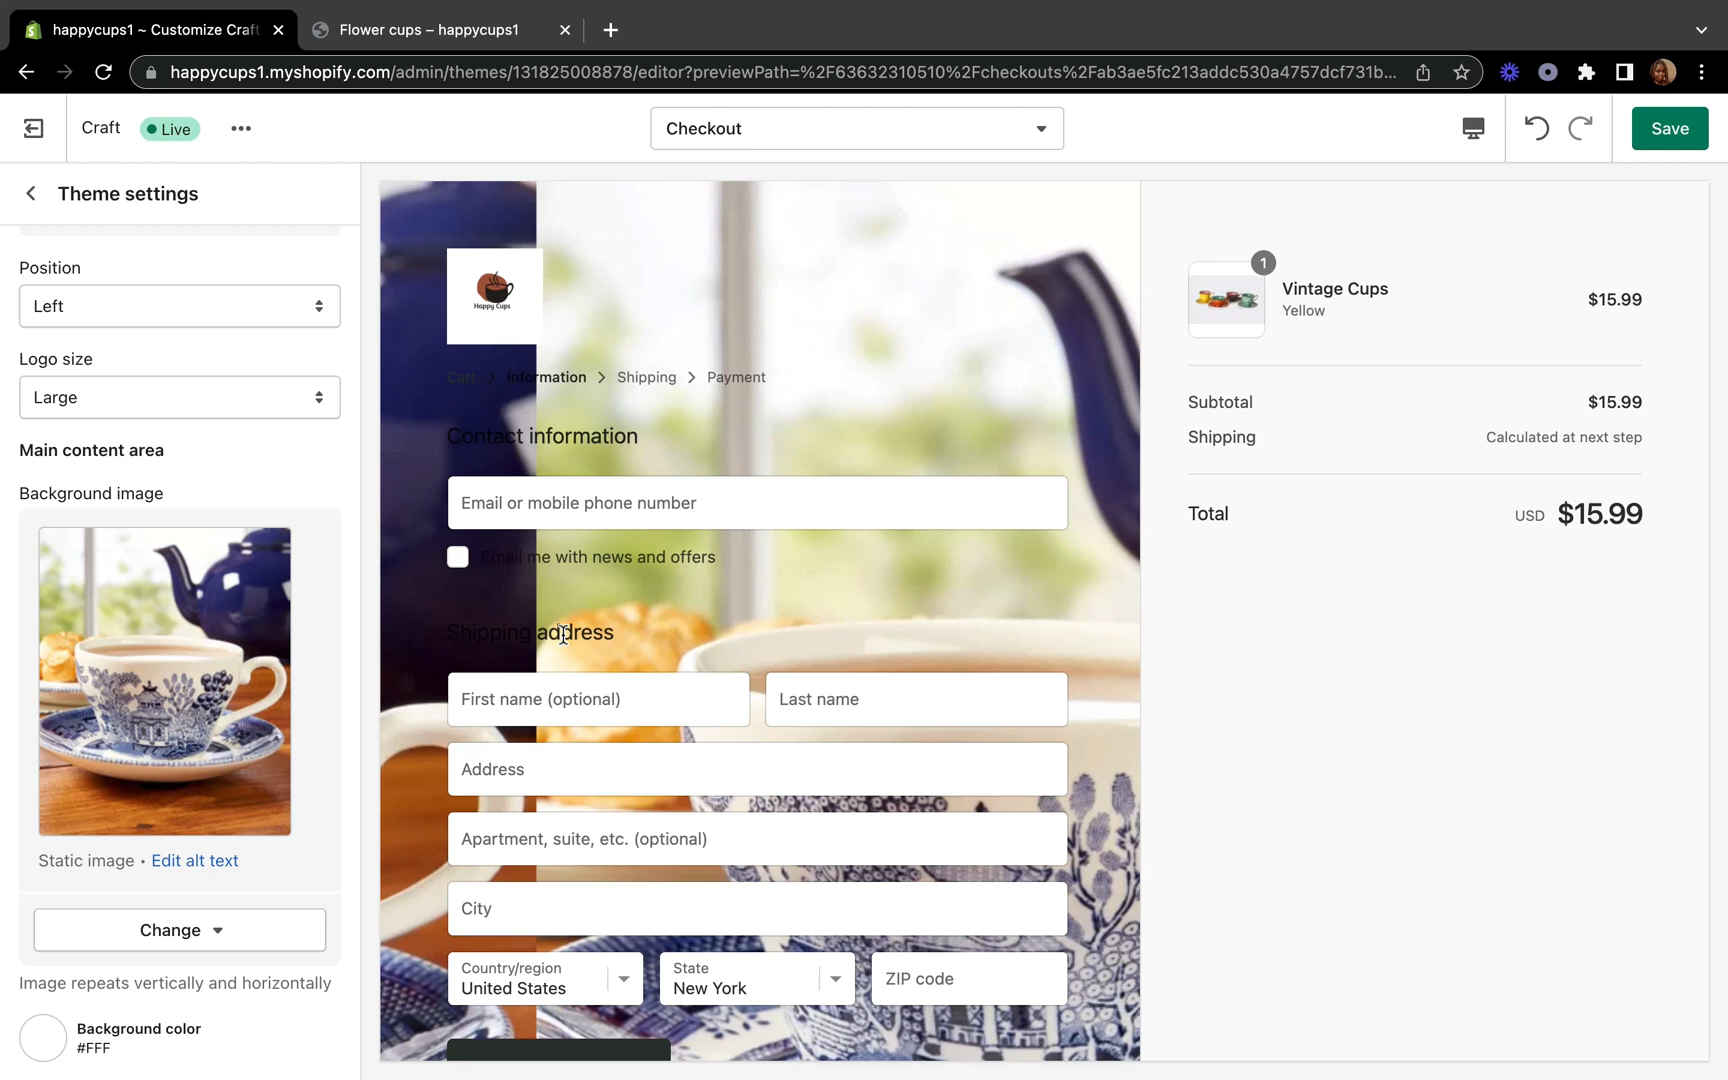 happycups1 ~ Customize Craft
Flower cups – happycups1
happycups1.myshopify.com/admin/themes/131825008878/editor?previewPath=%2F63632310510%2Fcheckouts%2Fab3ae5fc213addc530a4757dcf731b...
Craft
Live
Checkout
Save
Theme settings
Position
Left
Logo size
Large
Main content area
Background image
Static image • Edit alt text
Change
Image repeats vertically and horizontally
Background color
#FFF
Happy Cups
Cart > Information > Shipping > Payment
Contact information
Email or mobile phone number
Email me with news and offers
Shipping address
First name (optional)
Last name
Address
Apartment, suite, etc. (optional)
City
Country/region
United States
State
New York
ZIP code
1
Vintage Cups
Yellow
$15.99
Subtotal
$15.99
Shipping
Calculated at next step
Total
USD $15.99